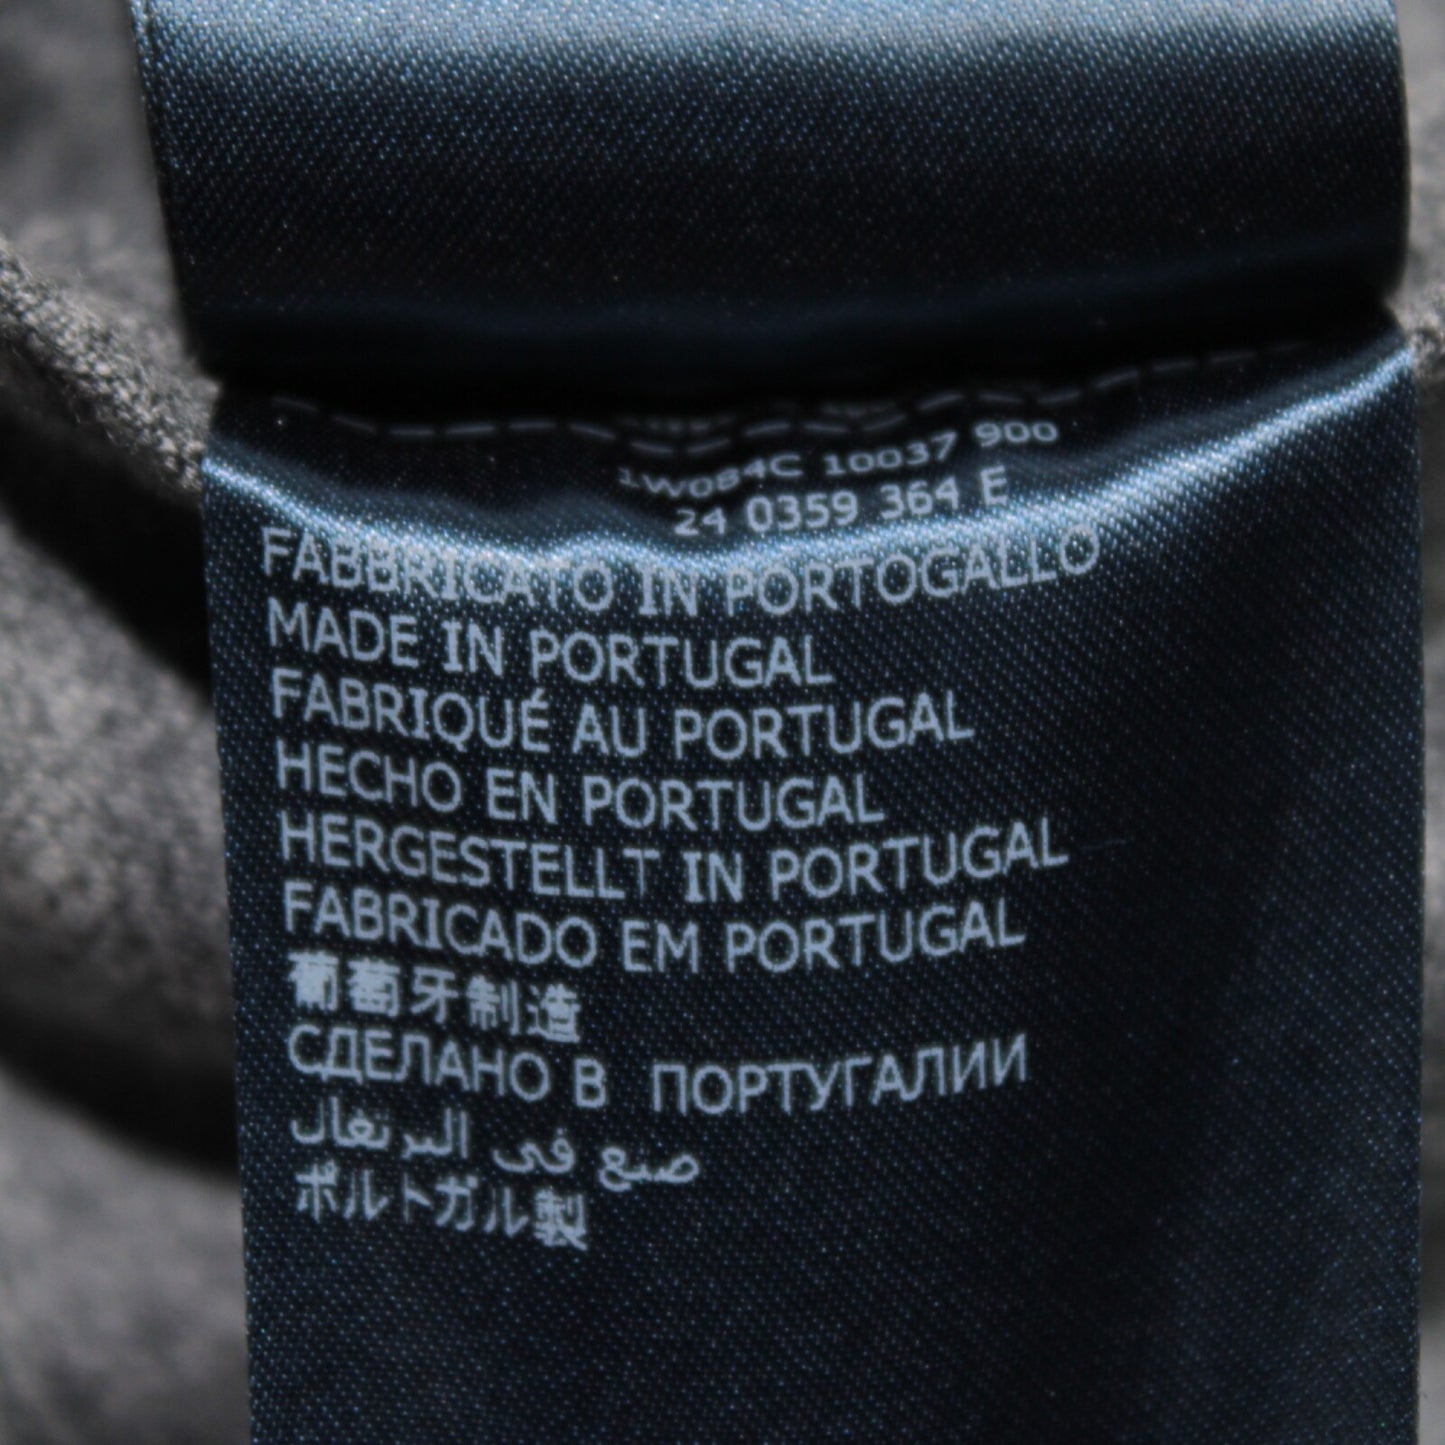 1W084C 10037 900
24 0359 364 E
FABBRICATO IN PORTOGALLO
MADE IN PORTUGAL
FABRIQUÉ AU PORTUGAL
HECHO EN PORTUGAL
HERGESTELLT IN PORTUGAL
FABRICADO EM PORTUGAL
葡萄牙制造
СДЕЛАНО В ПОРТУГАЛИИ
صنع في البرتغال
ポルトガル製